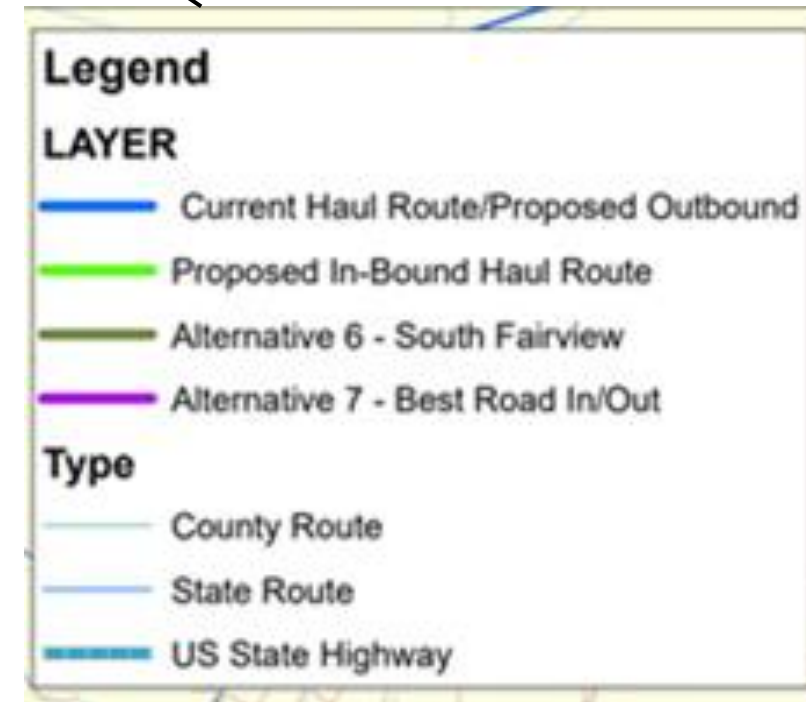 Legend
LAYER
Current Haul Route/Proposed Outbound
Proposed In-Bound Haul Route
Alternative 6 - South Fairview
Alternative 7 - Best Road In/Out
Type
County Route
State Route
US State Highway